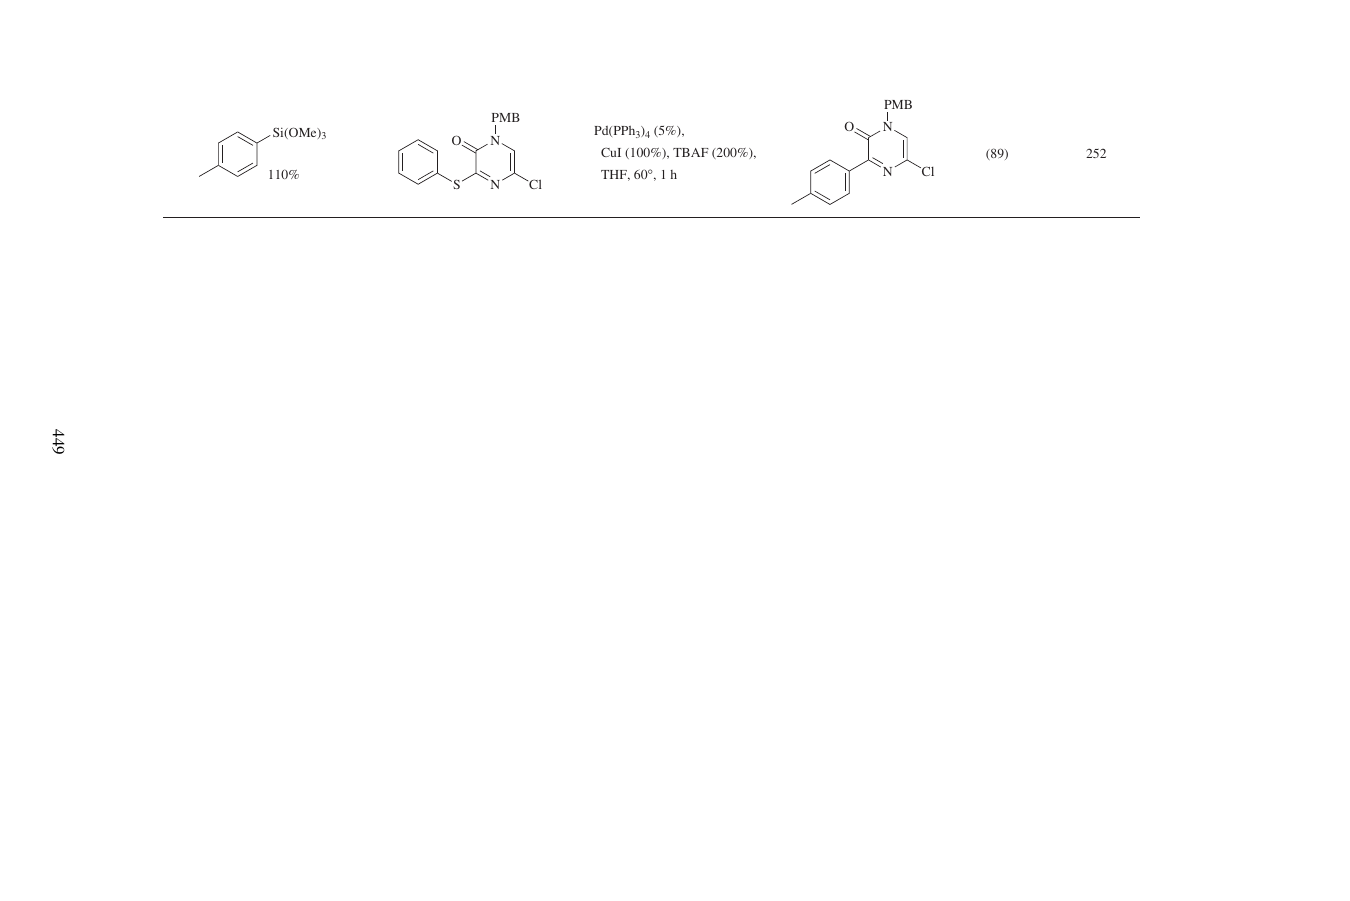 Si(OMe)3
110%
PMB
N
O
S
N
Cl
Pd(PPh3)4 (5%),
CuI (100%), TBAF (200%),
THF, 60°, 1 h
PMB
N
O
N
Cl
(89)
252
449